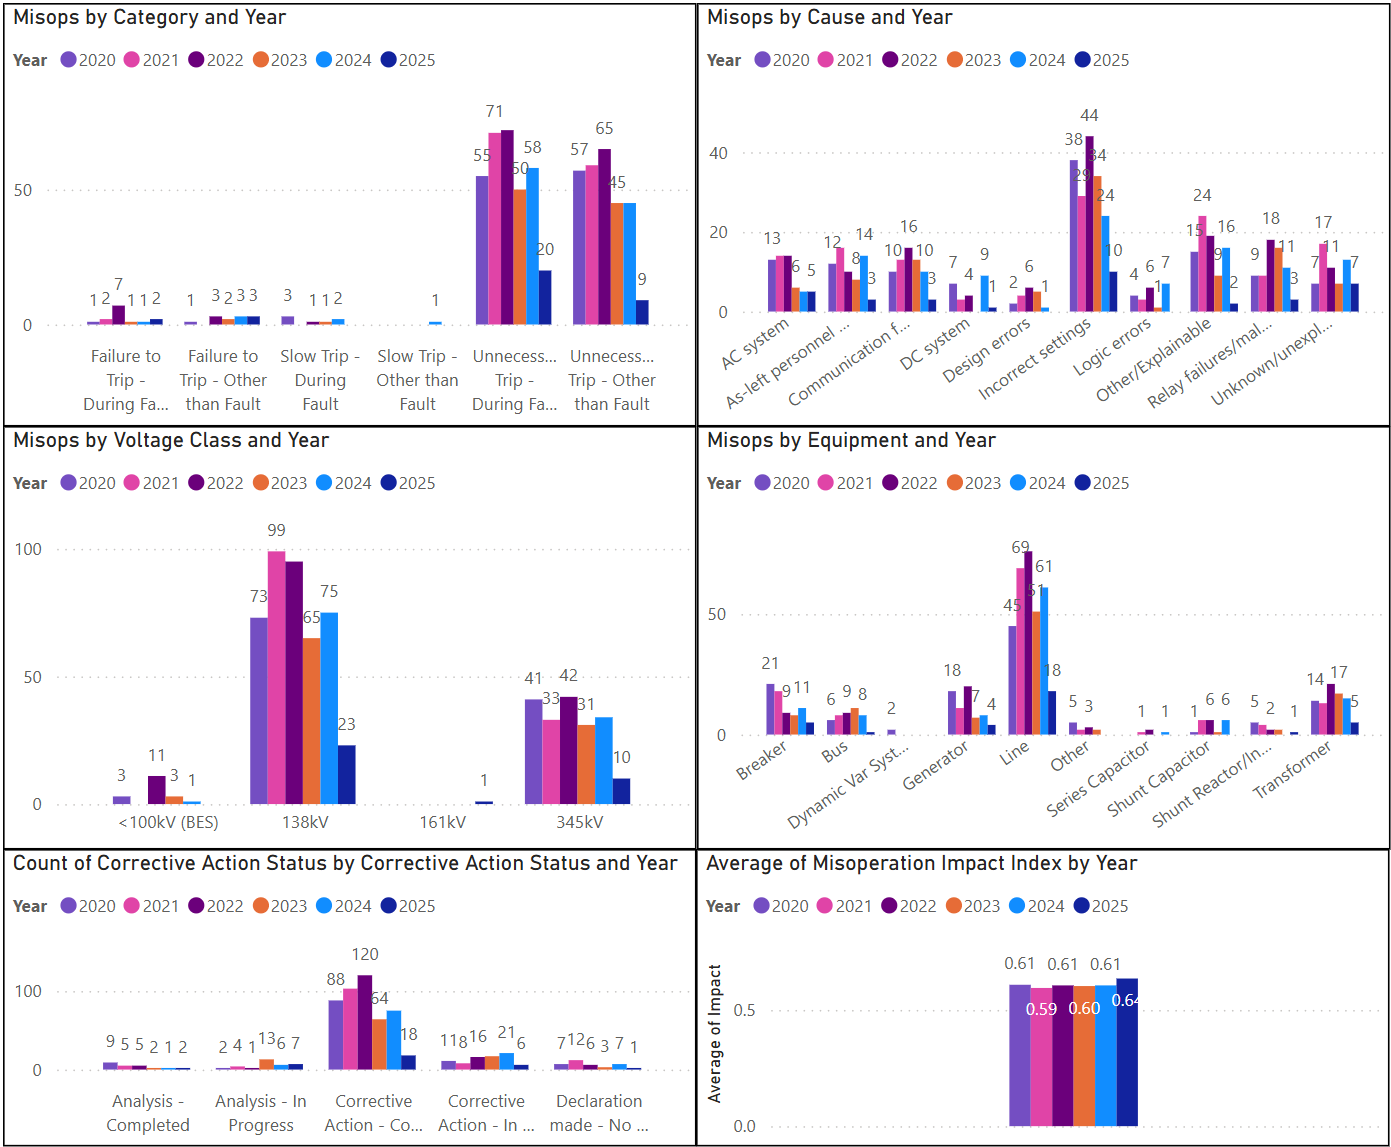 Misops by Category and Year
Year 2020 2021 2022 2023 2024 2025
71
65
55
50
58
57
45
50
20
9
7
1 2 1 1 2
1 3 2 3 3
3 1 1 2
1
0
Failure to Trip - During Fa...
Failure to Trip - Other than Fault
Slow Trip - During Fault
Slow Trip - Other than Fault
Unnecess... Trip - During Fa...
Unnecess... Trip - Other than Fault
Misops by Cause and Year
Year 2020 2021 2022 2023 2024 2025
40
20
0
13 6 5
12 8 14 3
10 16 10 3
7 4 9 1
2 6 1
38 29 44 34 24 10
4 6 1 7
15 24 19 9 16 2
9 18 11 3
7 17 11 7
AC system
As-left personnel ...
Communication f...
DC system
Design errors
Incorrect settings
Logic errors
Other/Explainable
Relay failures/mal...
Unknown/unexpl...
Misops by Voltage Class and Year
Year 2020 2021 2022 2023 2024 2025
100
50
0
3 11 3 1
73 99 65 75 23
1
41 33 42 31 10
<100kV (BES)
138kV
161kV
345kV
Misops by Equipment and Year
Year 2020 2021 2022 2023 2024 2025
50
0
21 9 11
6 9 8
2
18 7 4
45 69 51 61 18
5 3
1 1
1 6 6
5 2 1
14 17 5
Breaker
Bus
Dynamic Var Syst...
Generator
Line
Other
Series Capacitor
Shunt Capacitor
Shunt Reactor/In...
Transformer
Count of Corrective Action Status by Corrective Action Status and Year
Year 2020 2021 2022 2023 2024 2025
100
0
9 5 5 2 1 2
2 4 1 13 6 7
88 120 64 18
11 8 16 21 6
7 12 6 3 7 1
Analysis - Completed
Analysis - In Progress
Corrective Action - Co...
Corrective Action - In ...
Declaration made - No ...
Average of Misoperation Impact Index by Year
Year 2020 2021 2022 2023 2024 2025
Average of Impact
0.5
0.0
0.61 0.59 0.61 0.60 0.61 0.64